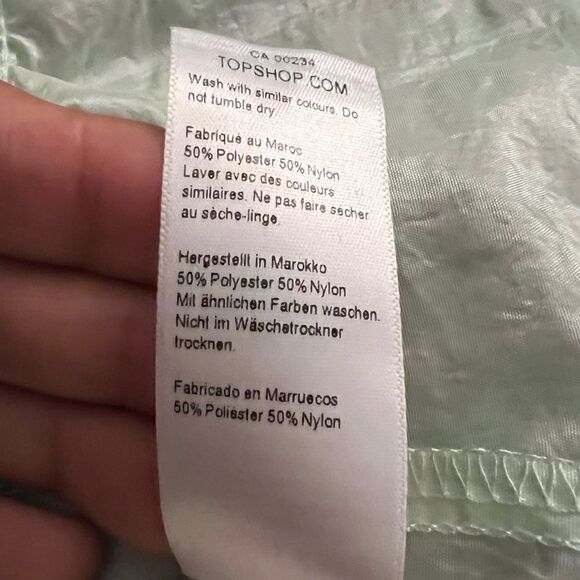 CA 00234
TOPSHOP.COM
Wash with similar colours. Do
not tumble dry
Fabriqué au Maroc
50% Polyester 50% Nylon
Laver avec des couleurs
similaires. Ne pas faire sécher
au sèche-linge.
Hergestellt in Marokko
50% Polyester 50% Nylon
Mit ähnlichen Farben waschen.
Nicht im Wäschetrockner
trocknen.
Fabricado en Marruecos
50% Poliéster 50% Nylon